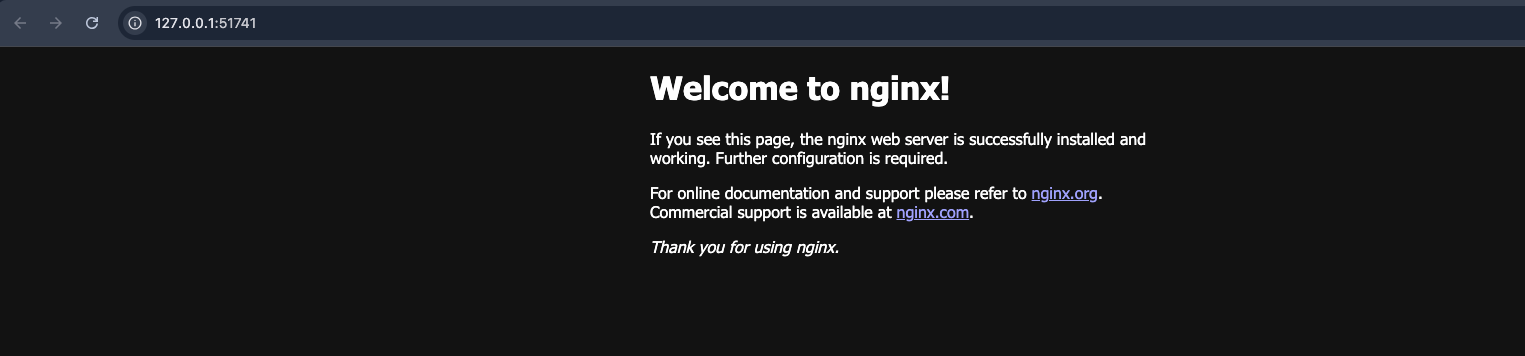 127.0.0.1:51741
Welcome to nginx!
If you see this page, the nginx web server is successfully installed and
working. Further configuration is required.
For online documentation and support please refer to nginx.org.
Commercial support is available at nginx.com.
Thank you for using nginx.